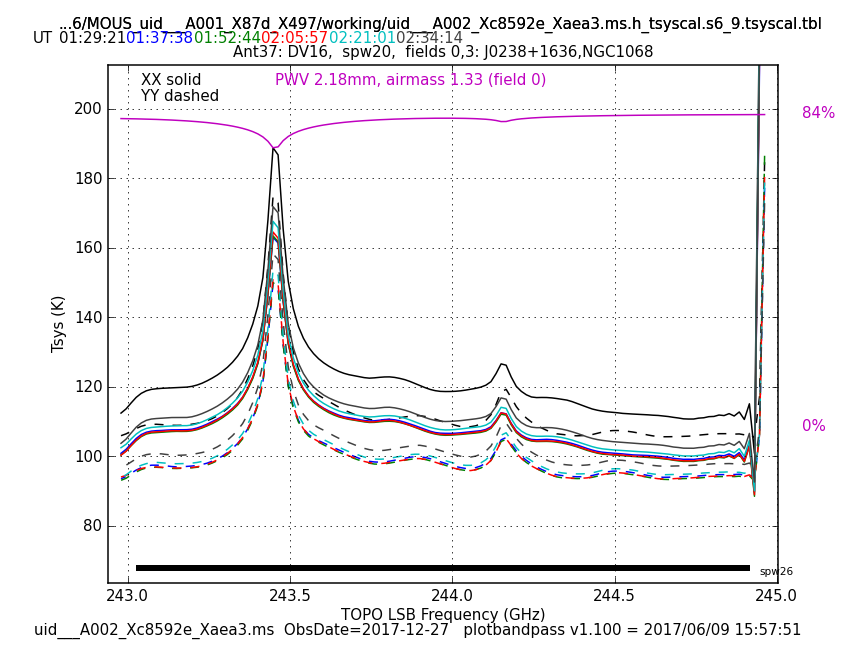 ...6/MOUS_uid___A001_X87d_X497/working/uid___A002_Xc8592e_Xaea3.ms.h_tsyscal.s6_9.tsyscal.tbl
UT 01:29:21 01:37:38 01:52:44 02:05:57 02:21:01 02:34:14
Ant37: DV16, spw20, fields 0,3: J0238+1636,NGC1068
XX solid
PWV 2.18mm, airmass 1.33 (field 0)
YY dashed
200
84%
180
160
140
Tsys (K)
120
0%
100
80
spw26
243.0 243.5 244.0 244.5 245.0
TOPO LSB Frequency (GHz)
uid___A002_Xc8592e_Xaea3.ms ObsDate=2017-12-27 plotbandpass v1.100 = 2017/06/09 15:57:51